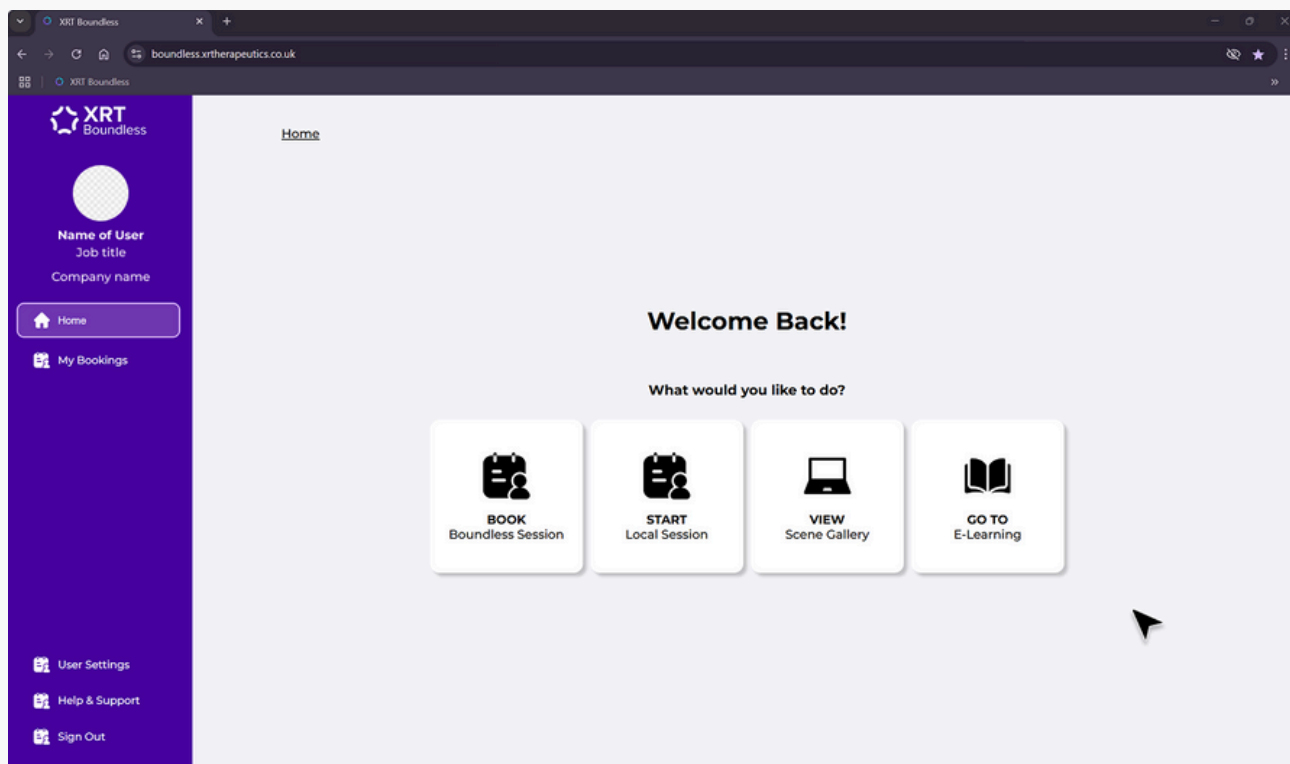 XRT Boundless
boundless.xrtherapeutics.co.uk
XRT Boundless
XRT
Boundless
Name of User
Job title
Company name
Home
My Bookings
User Settings
Help & Support
Sign Out
Home
Welcome Back!
What would you like to do?
BOOK
Boundless Session
START
Local Session
VIEW
Scene Gallery
GO TO
E-Learning